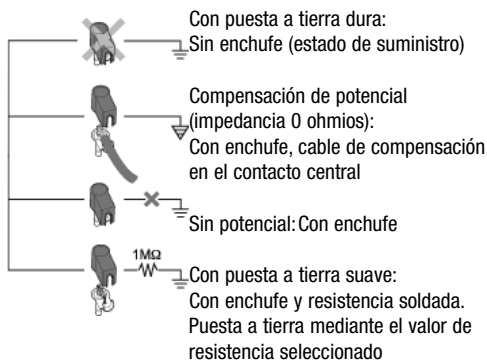 Con puesta a tierra dura:
Sin enchufe (estado de suministro)
Compensación de potencial
(impedancia 0 ohmios):
Con enchufe, cable de compensación
en el contacto central
Sin potencial: Con enchufe
1MΩ
Con puesta a tierra suave:
Con enchufe y resistencia soldada.
Puesta a tierra mediante el valor de
resistencia seleccionado